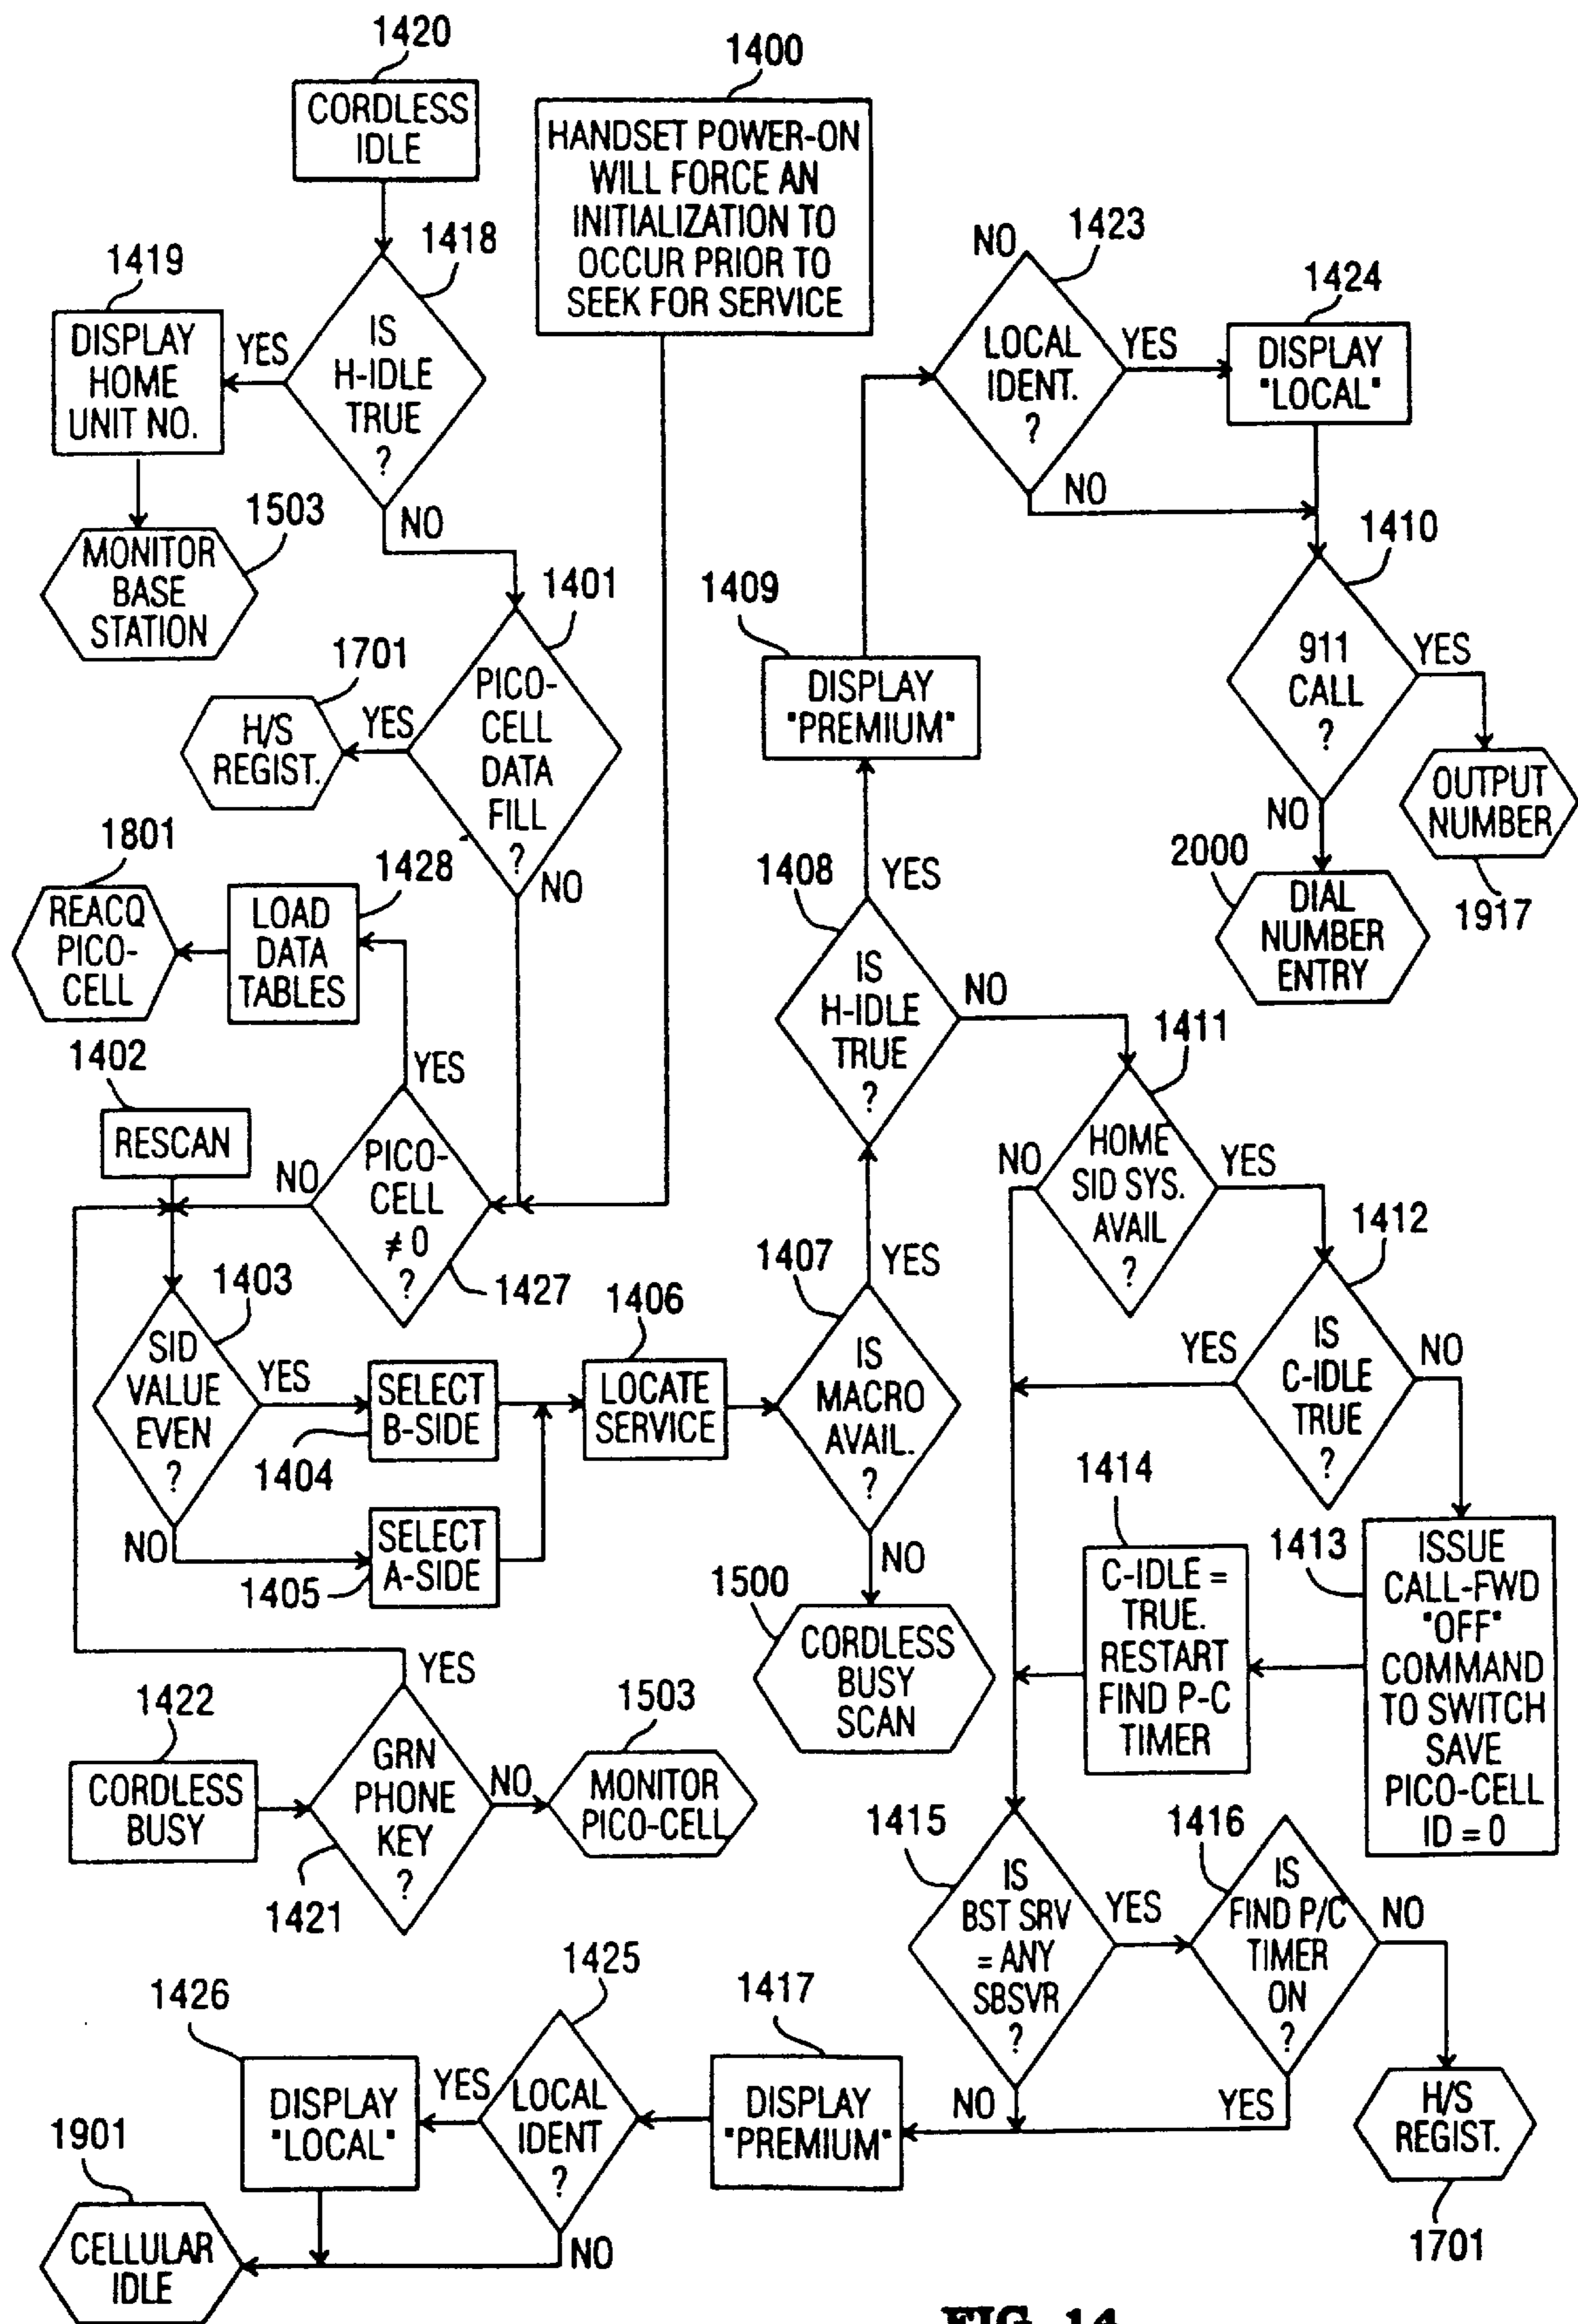 1420
CORDLESS
IDLE
1400
HANDSET POWER-ON
WILL FORCE AN
INITIALIZATION TO
OCCUR PRIOR TO
SEEK FOR SERVICE
1418
IS
H-IDLE
TRUE
?
YES
NO
1419
DISPLAY
HOME
UNIT NO.
1503
MONITOR
BASE
STATION
1401
PICO-
CELL
DATA
FILL
?
YES
NO
1701
H/S
REGIST.
1801
REACQ
PICO-
CELL
1428
LOAD
DATA
TABLES
YES
1402
RESCAN
NO
PICO-
CELL
≠ 0
?
1427
1403
SID
VALUE
EVEN
?
YES
NO
SELECT
B-SIDE
1404
SELECT
A-SIDE
1405
1406
LOCATE
SERVICE
1407
IS
MACRO
AVAIL.
?
YES
NO
1500
CORDLESS
BUSY
SCAN
1408
IS
H-IDLE
TRUE
?
YES
NO
1409
DISPLAY
"PREMIUM"
NO
1423
LOCAL
IDENT.
?
YES
NO
1424
DISPLAY
"LOCAL"
1410
911
CALL
?
YES
NO
OUTPUT
NUMBER
1917
2000
DIAL
NUMBER
ENTRY
1411
HOME
SID SYS.
AVAIL
?
NO
YES
1412
IS
C-IDLE
TRUE
?
YES
NO
1413
ISSUE
CALL-FWD
"OFF"
COMMAND
TO SWITCH
SAVE
PICO-CELL
ID = 0
1414
C-IDLE =
TRUE.
RESTART
FIND P-C
TIMER
1422
CORDLESS
BUSY
YES
GRN
PHONE
KEY
?
1421
NO
1503
MONITOR
PICO-CELL
1415
IS
BST SRV
= ANY
SBSVR
?
YES
NO
1416
IS
FIND P/C
TIMER
ON
?
NO
YES
H/S
REGIST.
1701
1417
DISPLAY
"PREMIUM"
1425
LOCAL
IDENT
?
YES
NO
1426
DISPLAY
"LOCAL"
1901
CELLULAR
IDLE
FIG. 14